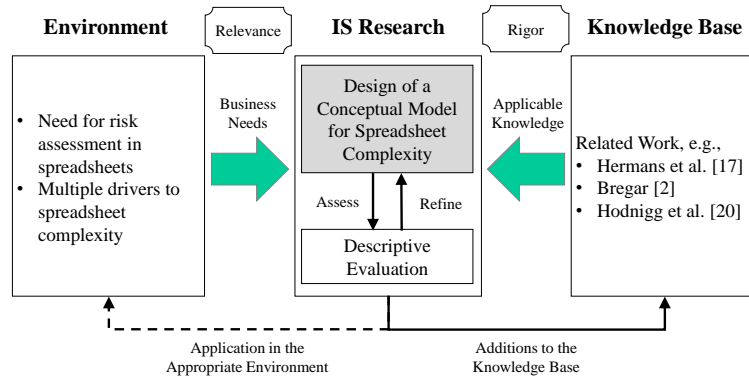 Environment
Relevance
IS Research
Rigor
Knowledge Base
• Need for risk
assessment in
spreadsheets
• Multiple drivers to
spreadsheet
complexity
Business
Needs
Design of a
Conceptual Model
for Spreadsheet
Complexity
Assess
Refine
Descriptive
Evaluation
Applicable
Knowledge
Related Work, e.g.,
• Hermans et al. [17]
• Bregar [2]
• Hodnigg et al. [20]
Application in the
Appropriate Environment
Additions to the
Knowledge Base